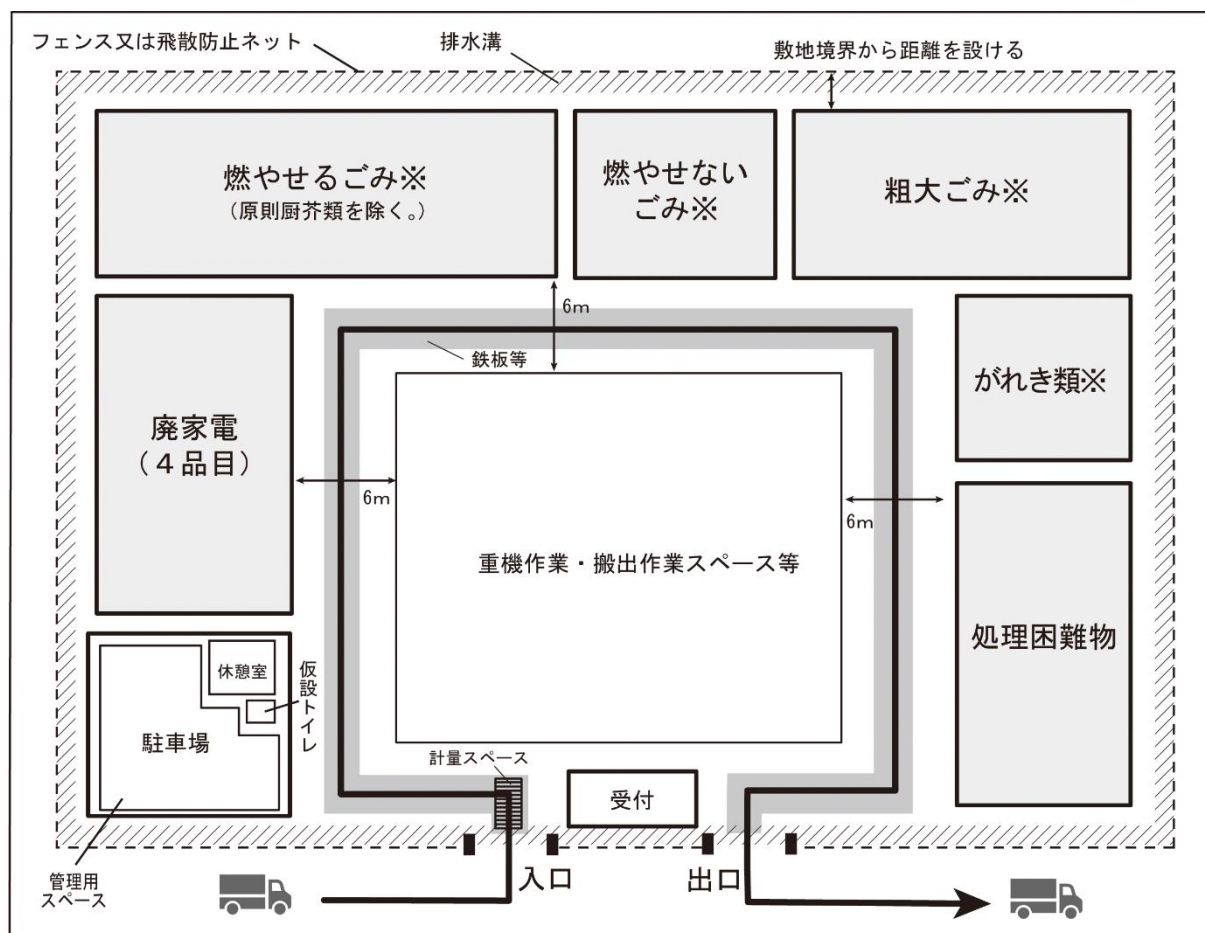 フェンス又は飛散防止ネット
排水溝
敷地境界から距離を設ける
燃やせるごみ※
(原則厨芥類を除く。)
燃やせない
ごみ※
粗大ごみ※
6m
鉄板等
廃家電
(4品目)
がれき類※
6m
6m
重機作業・搬出作業スペース等
処理困難物
休憩室
仮設トイレ
駐車場
計量スペース
受付
管理用
スペース
入口
出口